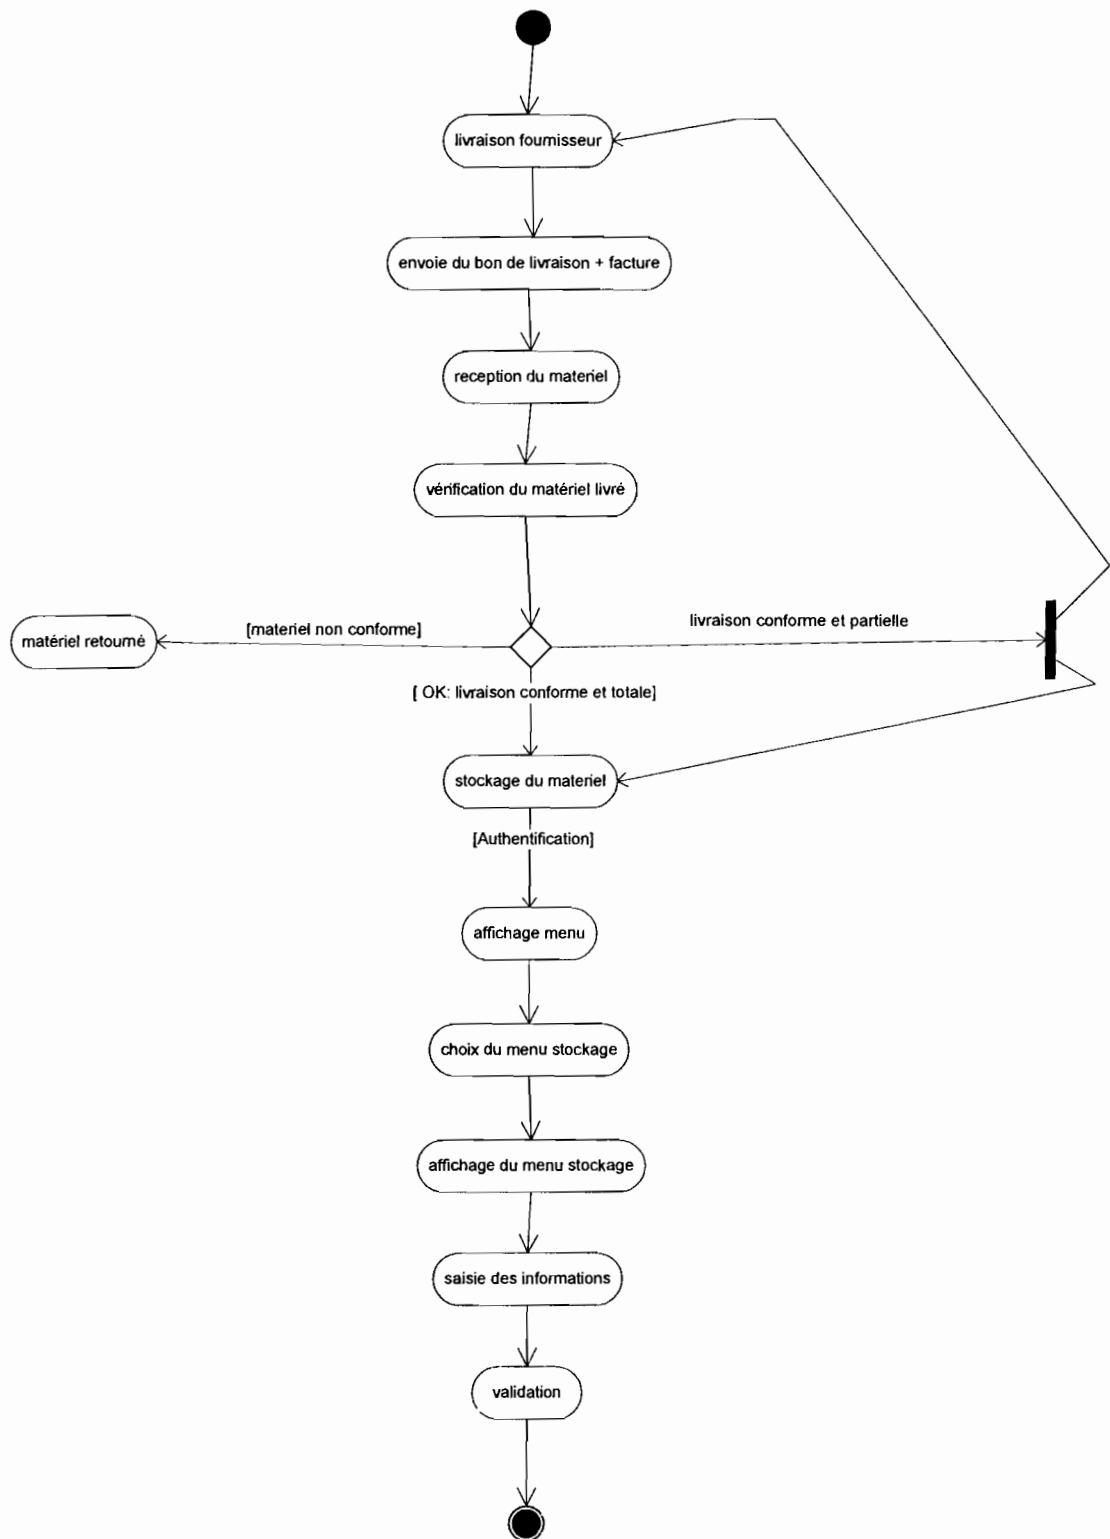 livraison fournisseur
envoie du bon de livraison + facture
reception du materiel
vérification du matériel livré
[materiel non conforme]
livraison conforme et partielle
matériel retourné
[ OK: livraison conforme et totale]
stockage du materiel
[Authentification]
affichage menu
choix du menu stockage
affichage du menu stockage
saisie des informations
validation